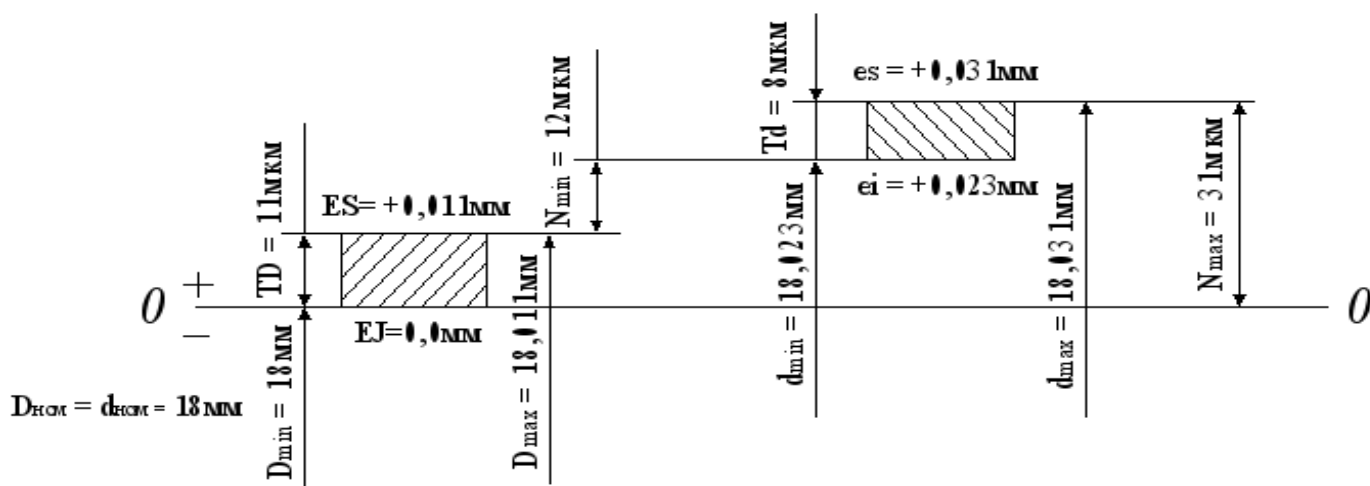 Td = 8мкм
es = +0,031мм
Nmin = 12мкм
TD = 11мкм
ES= +0,011мм
ei = +0,023мм
Nmax = 31мкм
0 + −
0
EJ=0,0мм
Dном = dном = 18мм
Dmin = 18мм
Dmax = 18,011мм
dmin = 18,023мм
dmax = 18,031мм